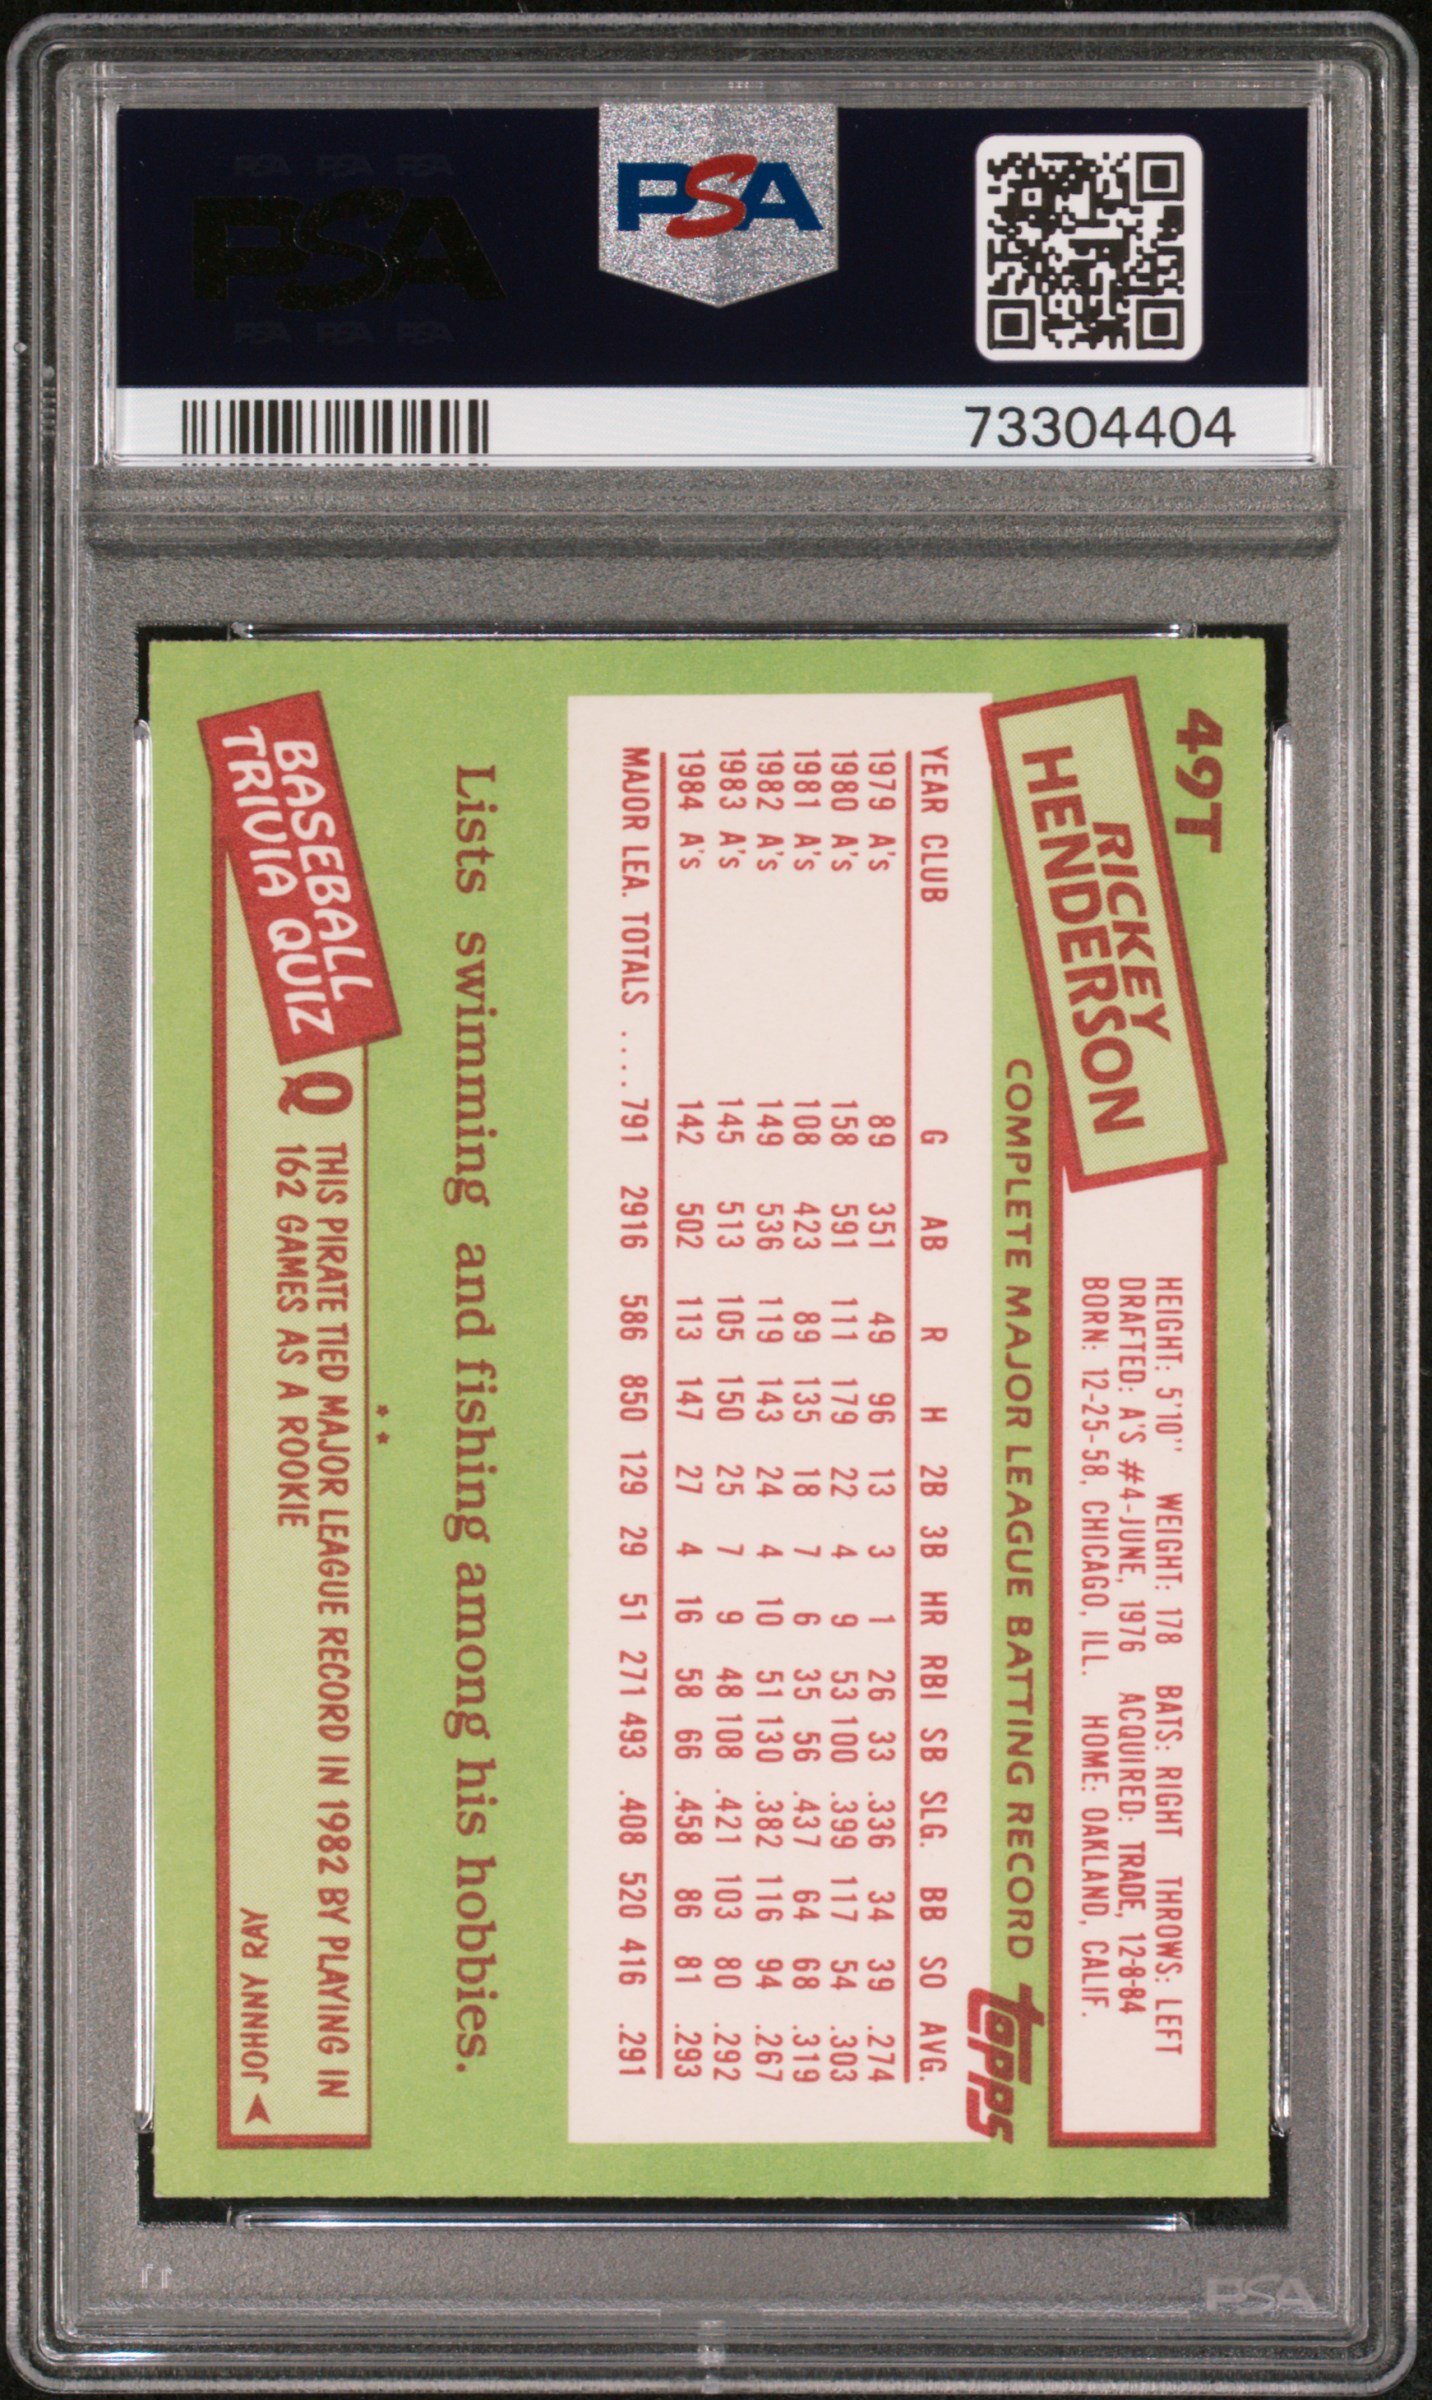 PSA PSA PSA
PSA
PSA PSA PSA
PSA
73304404
49T
RICKEY
HENDERSON
HEIGHT: 5'10" WEIGHT: 178 BATS: RIGHT THROWS: LEFT
DRAFTED: A'S #4-JUNE, 1976 ACQUIRED: TRADE, 12-8-84
BORN: 12-25-58, CHICAGO, ILL. HOME: OAKLAND, CALIF.
COMPLETE MAJOR LEAGUE BATTING RECORD
Topps
YEAR CLUB G AB R H 2B 3B HR RBI SB SLG. BB SO AVG.
1979 A's 89 351 49 96 13 3 1 26 33 .336 34 39 .274
1980 A's 158 591 111 179 22 4 9 53 100 .399 117 54 .303
1981 A's 108 423 89 135 18 7 6 35 56 .437 64 68 .319
1982 A's 149 536 119 143 24 4 10 51 130 .382 116 94 .267
1983 A's 145 513 105 150 25 7 9 48 108 .421 103 80 .292
1984 A's 142 502 113 147 27 4 16 58 66 .458 86 81 .293
MAJOR LEA. TOTALS .... 791 2916 586 850 129 29 51 271 493 .408 520 416 .291
Lists swimming and fishing among his hobbies.
**
BASEBALL
TRIVIA QUIZ
Q THIS PIRATE TIED MAJOR LEAGUE RECORD IN 1982 BY PLAYING IN
162 GAMES AS A ROOKIE
JOHNNY RAY
PSA